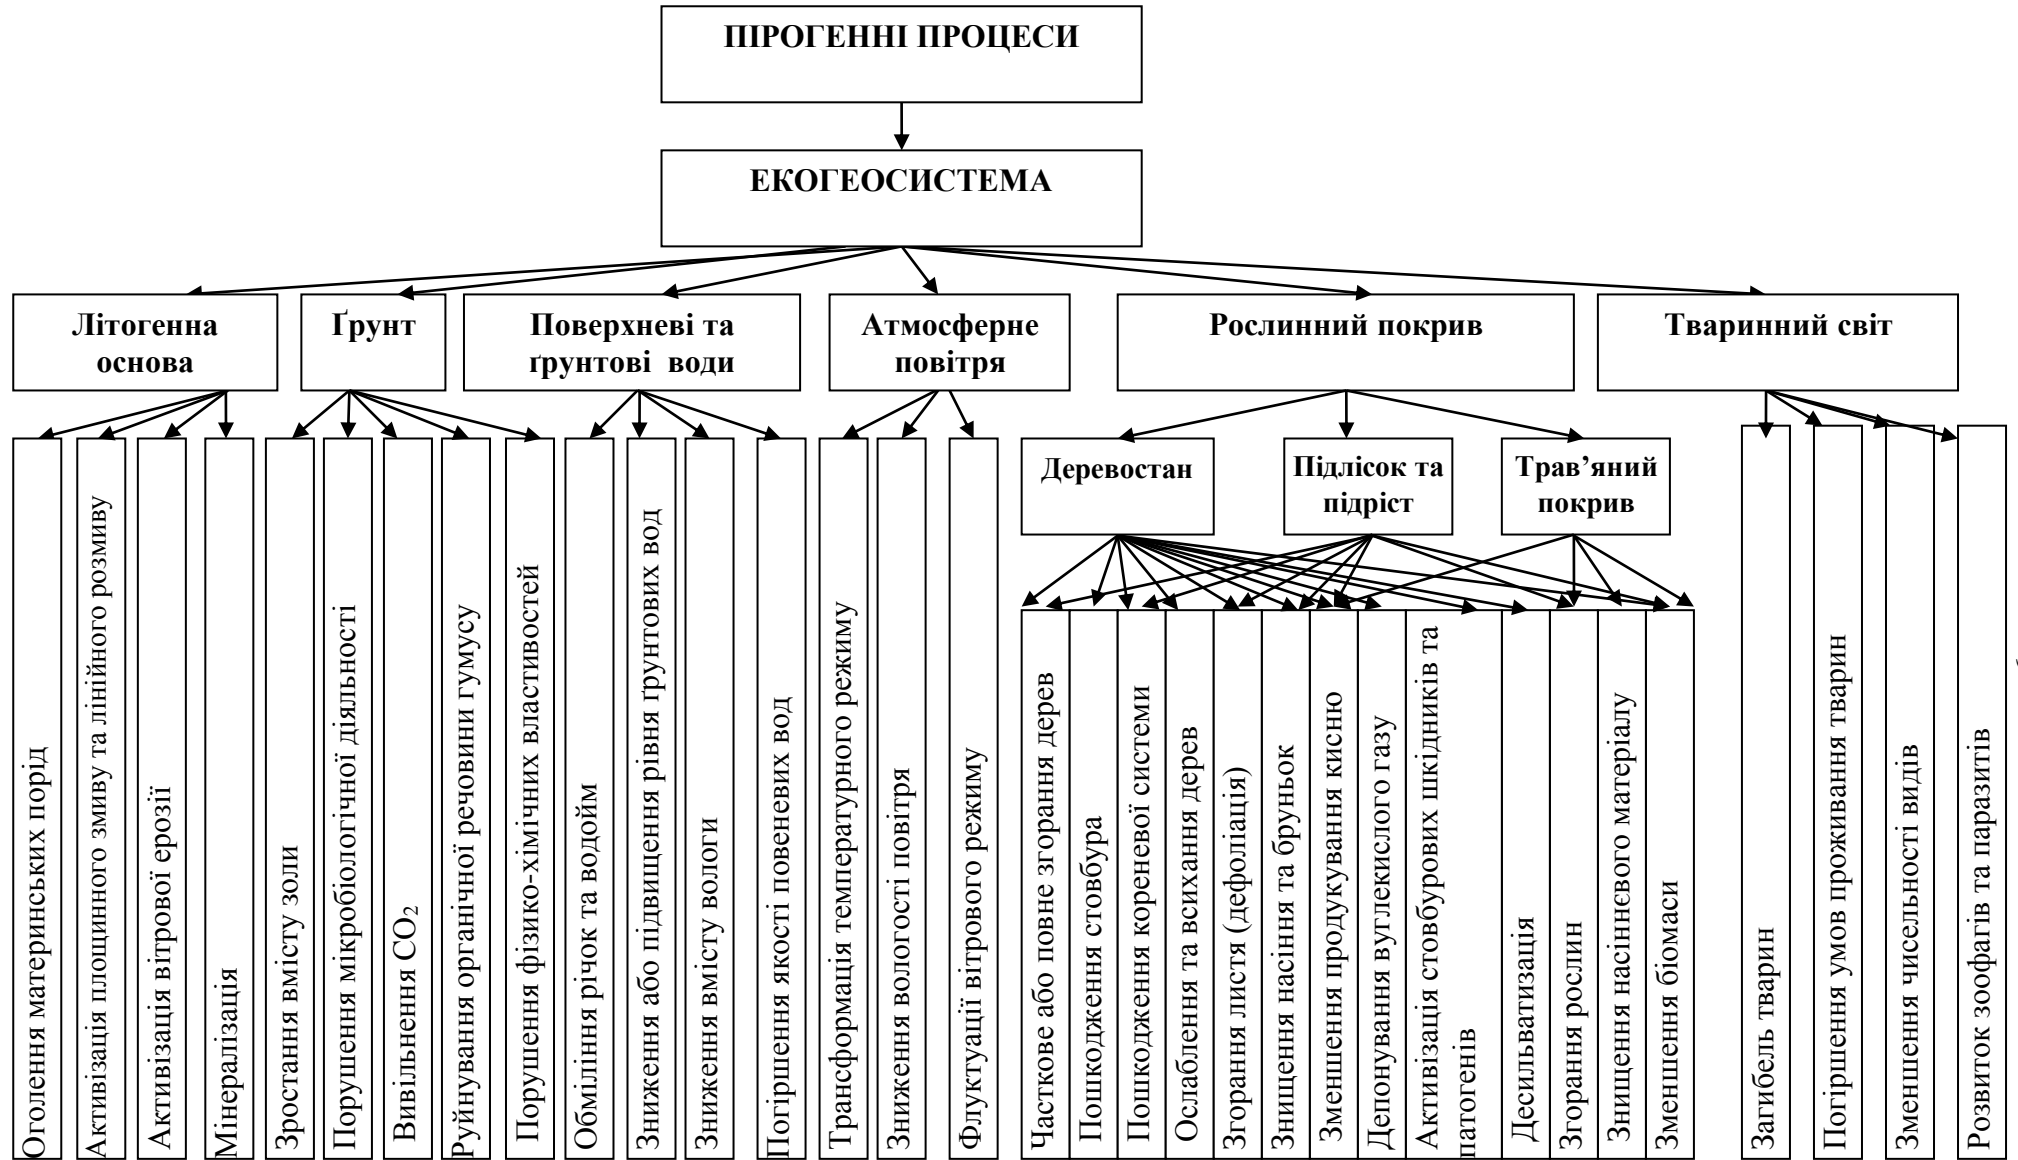 ПІРОГЕННІ ПРОЦЕСИ
ЕКОГЕОСИСТЕМА
Літогенна
основа
Ґрунт
Поверхневі та
ґрунтові води
Атмосферне
повітря
Рослинний покрив
Тваринний світ
Деревостан
Підлісок та
підріст
Трав’яний
покрив
Оголення материнських порід
Активізація площинного змиву та лінійного розмиву
Активізація вітрової ерозії
Мінералізація
Зростання вмісту золи
Порушення мікробіологічної діяльності
Вивільнення CO₂
Руйнування органічної речовини гумусу
Порушення фізико-хімічних властивостей
Обміління річок та водойм
Зниження або підвищення рівня ґрунтових вод
Зниження вмісту вологи
Погіршення якості повеневих вод
Трансформація температурного режиму
Зниження вологості повітря
Флуктуації вітрового режиму
Часткове або повне згорання дерев
Пошкодження стовбура
Пошкодження кореневої системи
Ослаблення та всихання дерев
Згорання листя (дефоліація)
Знищення насіння та бруньок
Зменшення продукування кисню
Депонування вуглекислого газу
Активізація стовбурових шкідників та
патогенів
Десильватизація
Згорання рослин
Знищення насіннєвого матеріалу
Зменшення біомаси
Загибель тварин
Погіршення умов проживання тварин
Зменшення чисельності видів
Розвиток зоофагів та паразитів